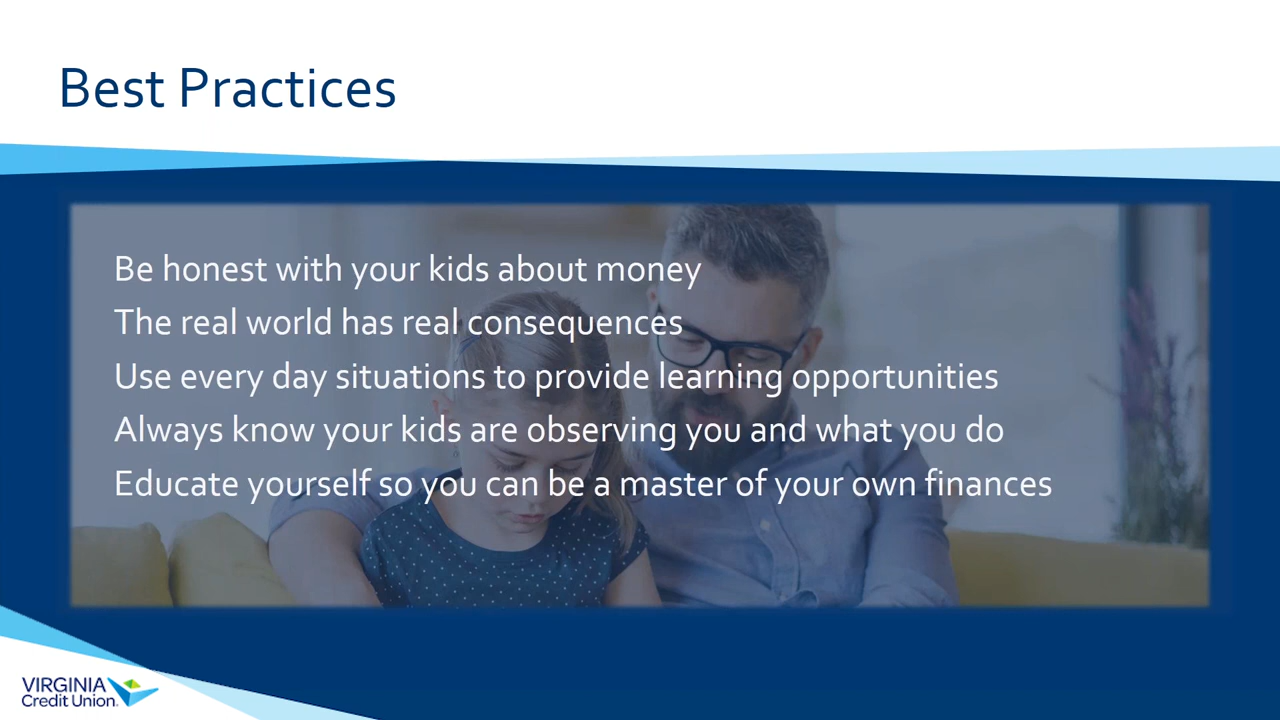 Best Practices
Be honest with your kids about money
The real world has real consequences
Use every day situations to provide learning opportunities
Always know your kids are observing you and what you do
Educate yourself so you can be a master of your own finances
VIRGINIA
Credit Union